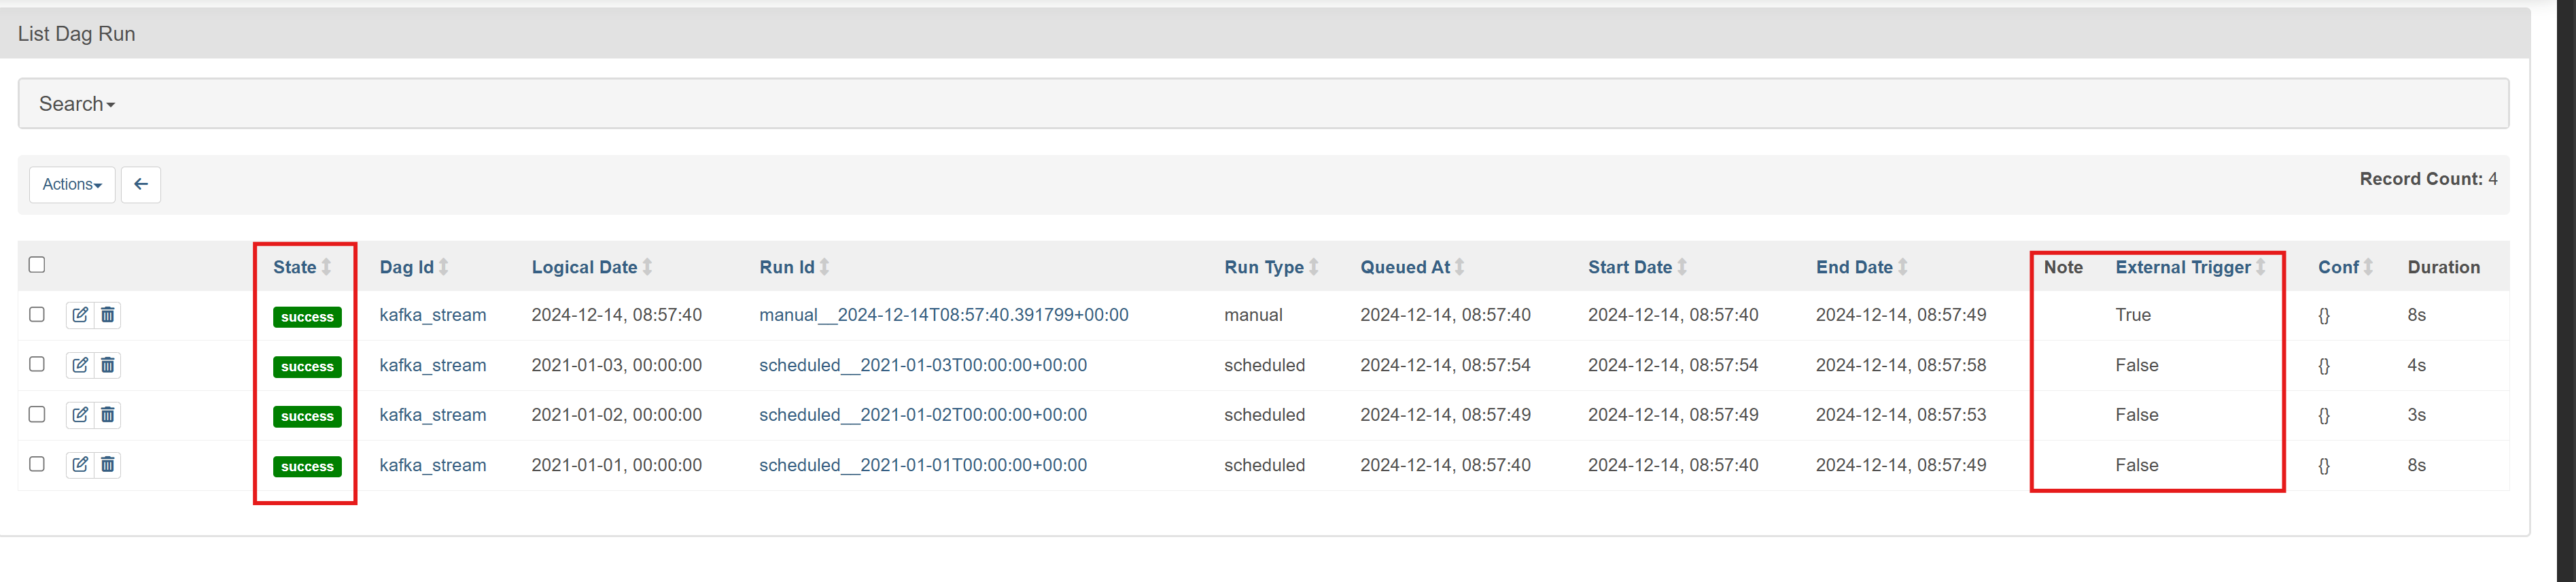 List Dag Run
Search
Actions
Record Count: 4
State Dag Id Logical Date Run Id Run Type Queued At Start Date End Date Note External Trigger Conf Duration
success kafka_stream 2024-12-14, 08:57:40 manual__2024-12-14T08:57:40.391799+00:00 manual 2024-12-14, 08:57:40 2024-12-14, 08:57:40 2024-12-14, 08:57:49 True {} 8s
success kafka_stream 2021-01-03, 00:00:00 scheduled__2021-01-03T00:00:00+00:00 scheduled 2024-12-14, 08:57:54 2024-12-14, 08:57:54 2024-12-14, 08:57:58 False {} 4s
success kafka_stream 2021-01-02, 00:00:00 scheduled__2021-01-02T00:00:00+00:00 scheduled 2024-12-14, 08:57:49 2024-12-14, 08:57:49 2024-12-14, 08:57:53 False {} 3s
success kafka_stream 2021-01-01, 00:00:00 scheduled__2021-01-01T00:00:00+00:00 scheduled 2024-12-14, 08:57:40 2024-12-14, 08:57:40 2024-12-14, 08:57:49 False {} 8s